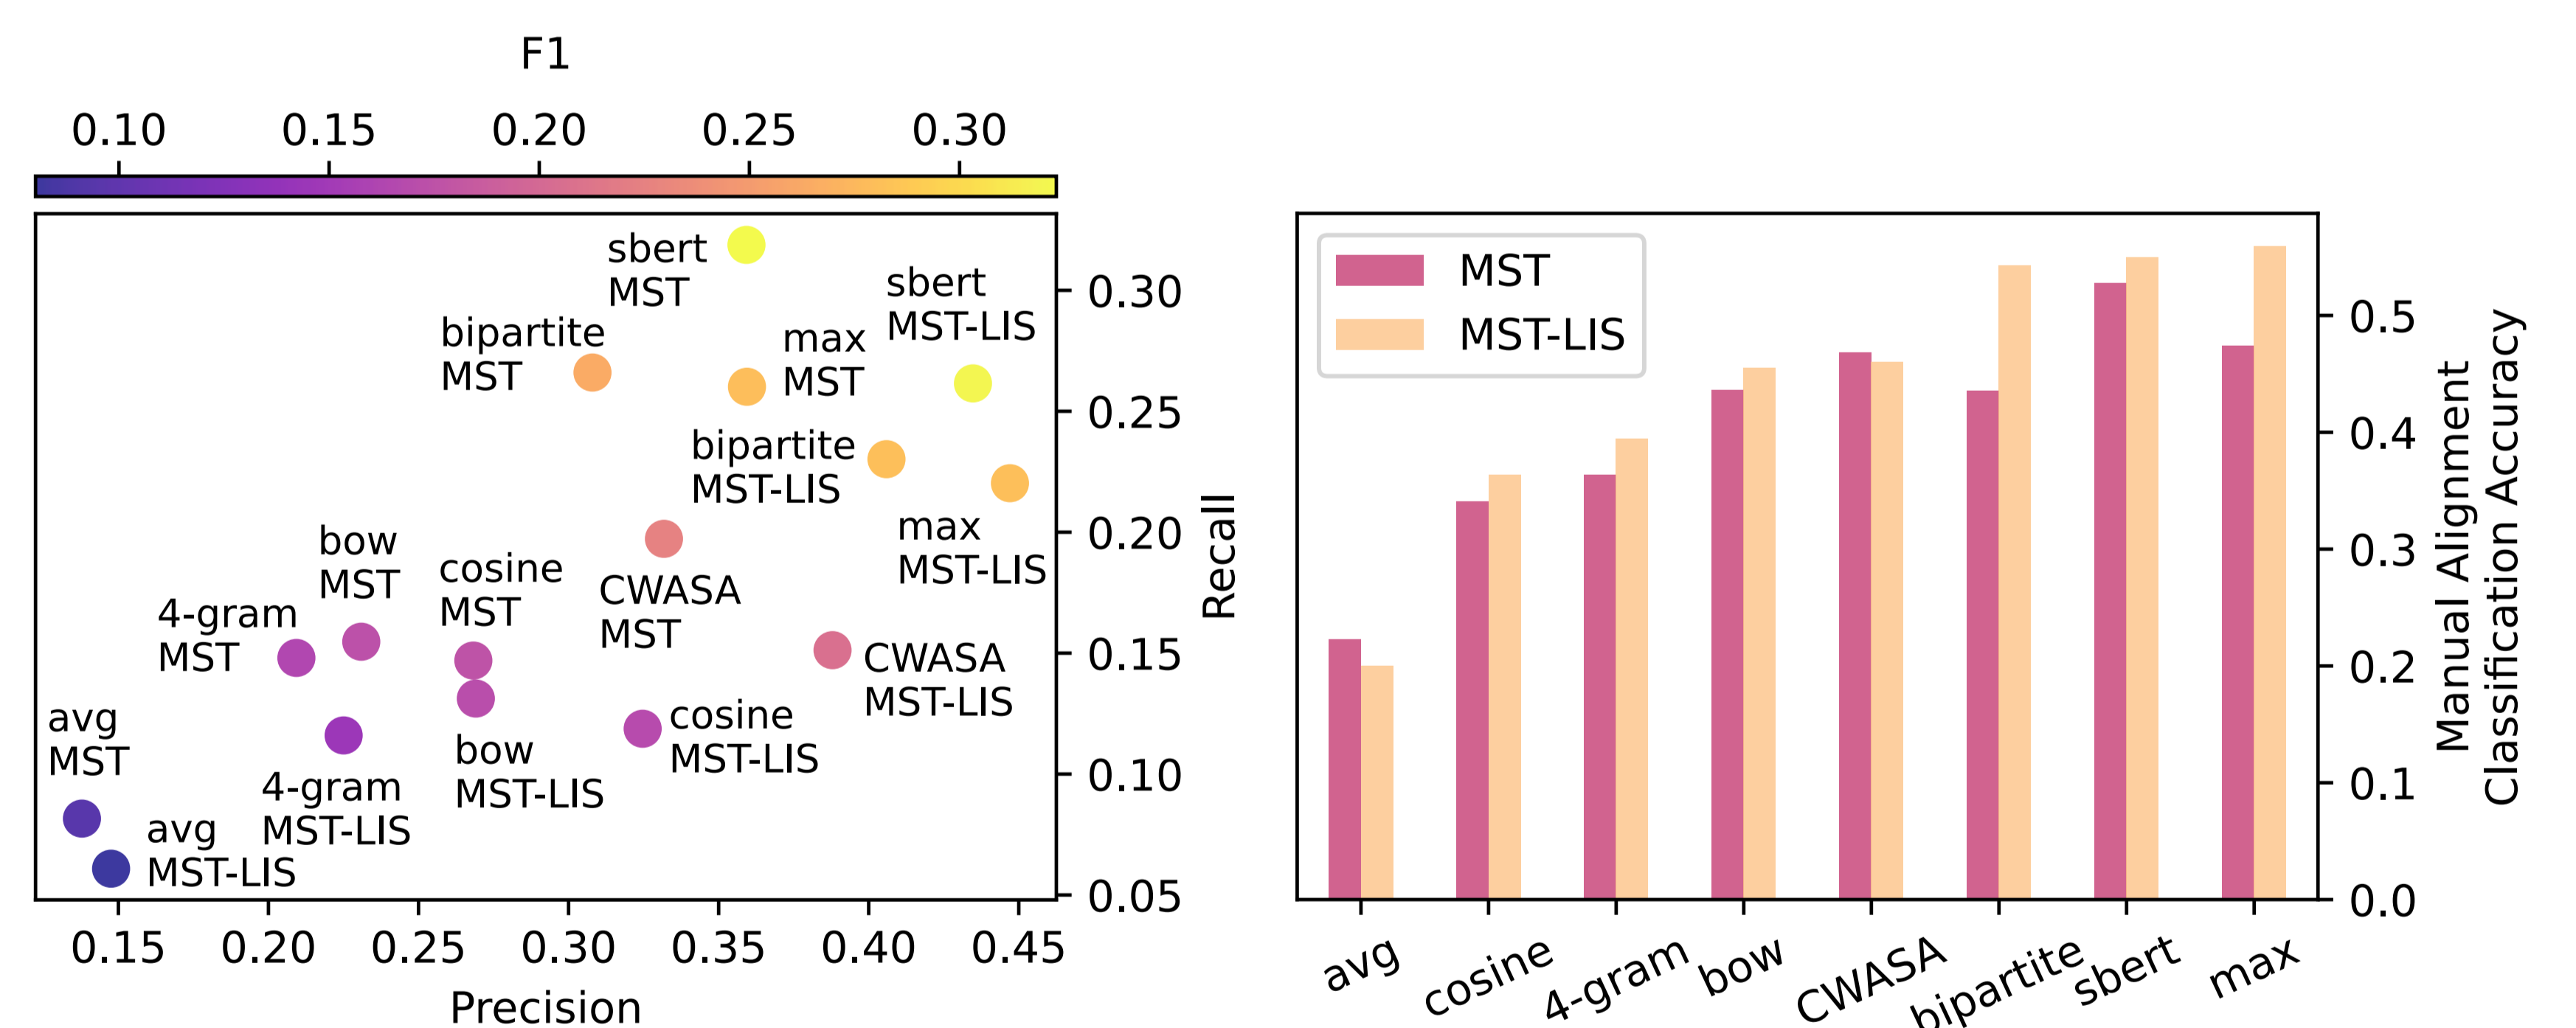 F1
0.10 0.15 0.20 0.25 0.30
sbert
MST
sbert
MST-LIS
bipartite
MST
max
MST
bipartite
MST-LIS
max
MST-LIS
bow
MST
cosine
MST
CWASA
MST
4-gram
MST
CWASA
MST-LIS
avg
MST
cosine
MST-LIS
bow
MST-LIS
4-gram
MST-LIS
avg
MST-LIS
0.30
0.25
0.20
0.15
0.10
0.05
Recall
0.15 0.20 0.25 0.30 0.35 0.40 0.45
Precision
MST
MST-LIS
0.5
0.4
0.3
0.2
0.1
0.0
Manual Alignment
Classification Accuracy
avg cosine 4-gram bow CWASA bipartite sbert max